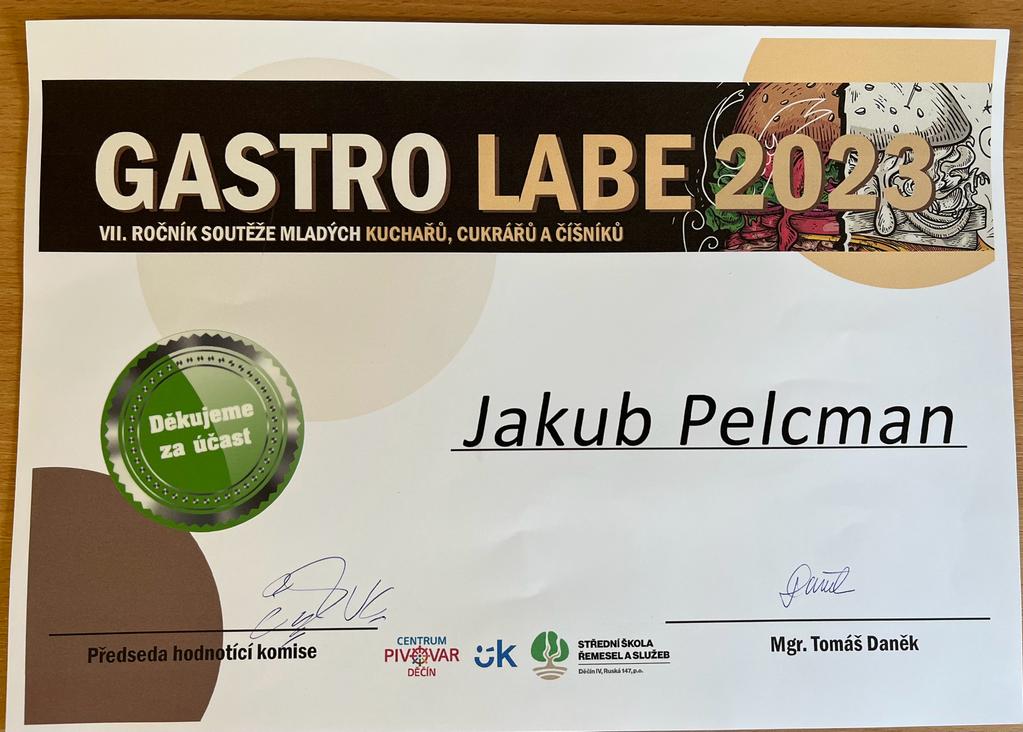 GASTRO LABE 2023
VII. ROČNÍK SOUTĚŽE MLADÝCH KUCHAŘŮ, CUKRÁŘŮ A ČÍŠNÍKŮ
Děkujeme
za účast
Jakub Pelcman
Předseda hodnotící komise
CENTRUM
PIVOVAR
DĚČÍN
úk
STŘEDNÍ ŠKOLA
ŘEMESEL A SLUŽEB
Děčín IV, Ruská 147, p.o.
Mgr. Tomáš Daněk